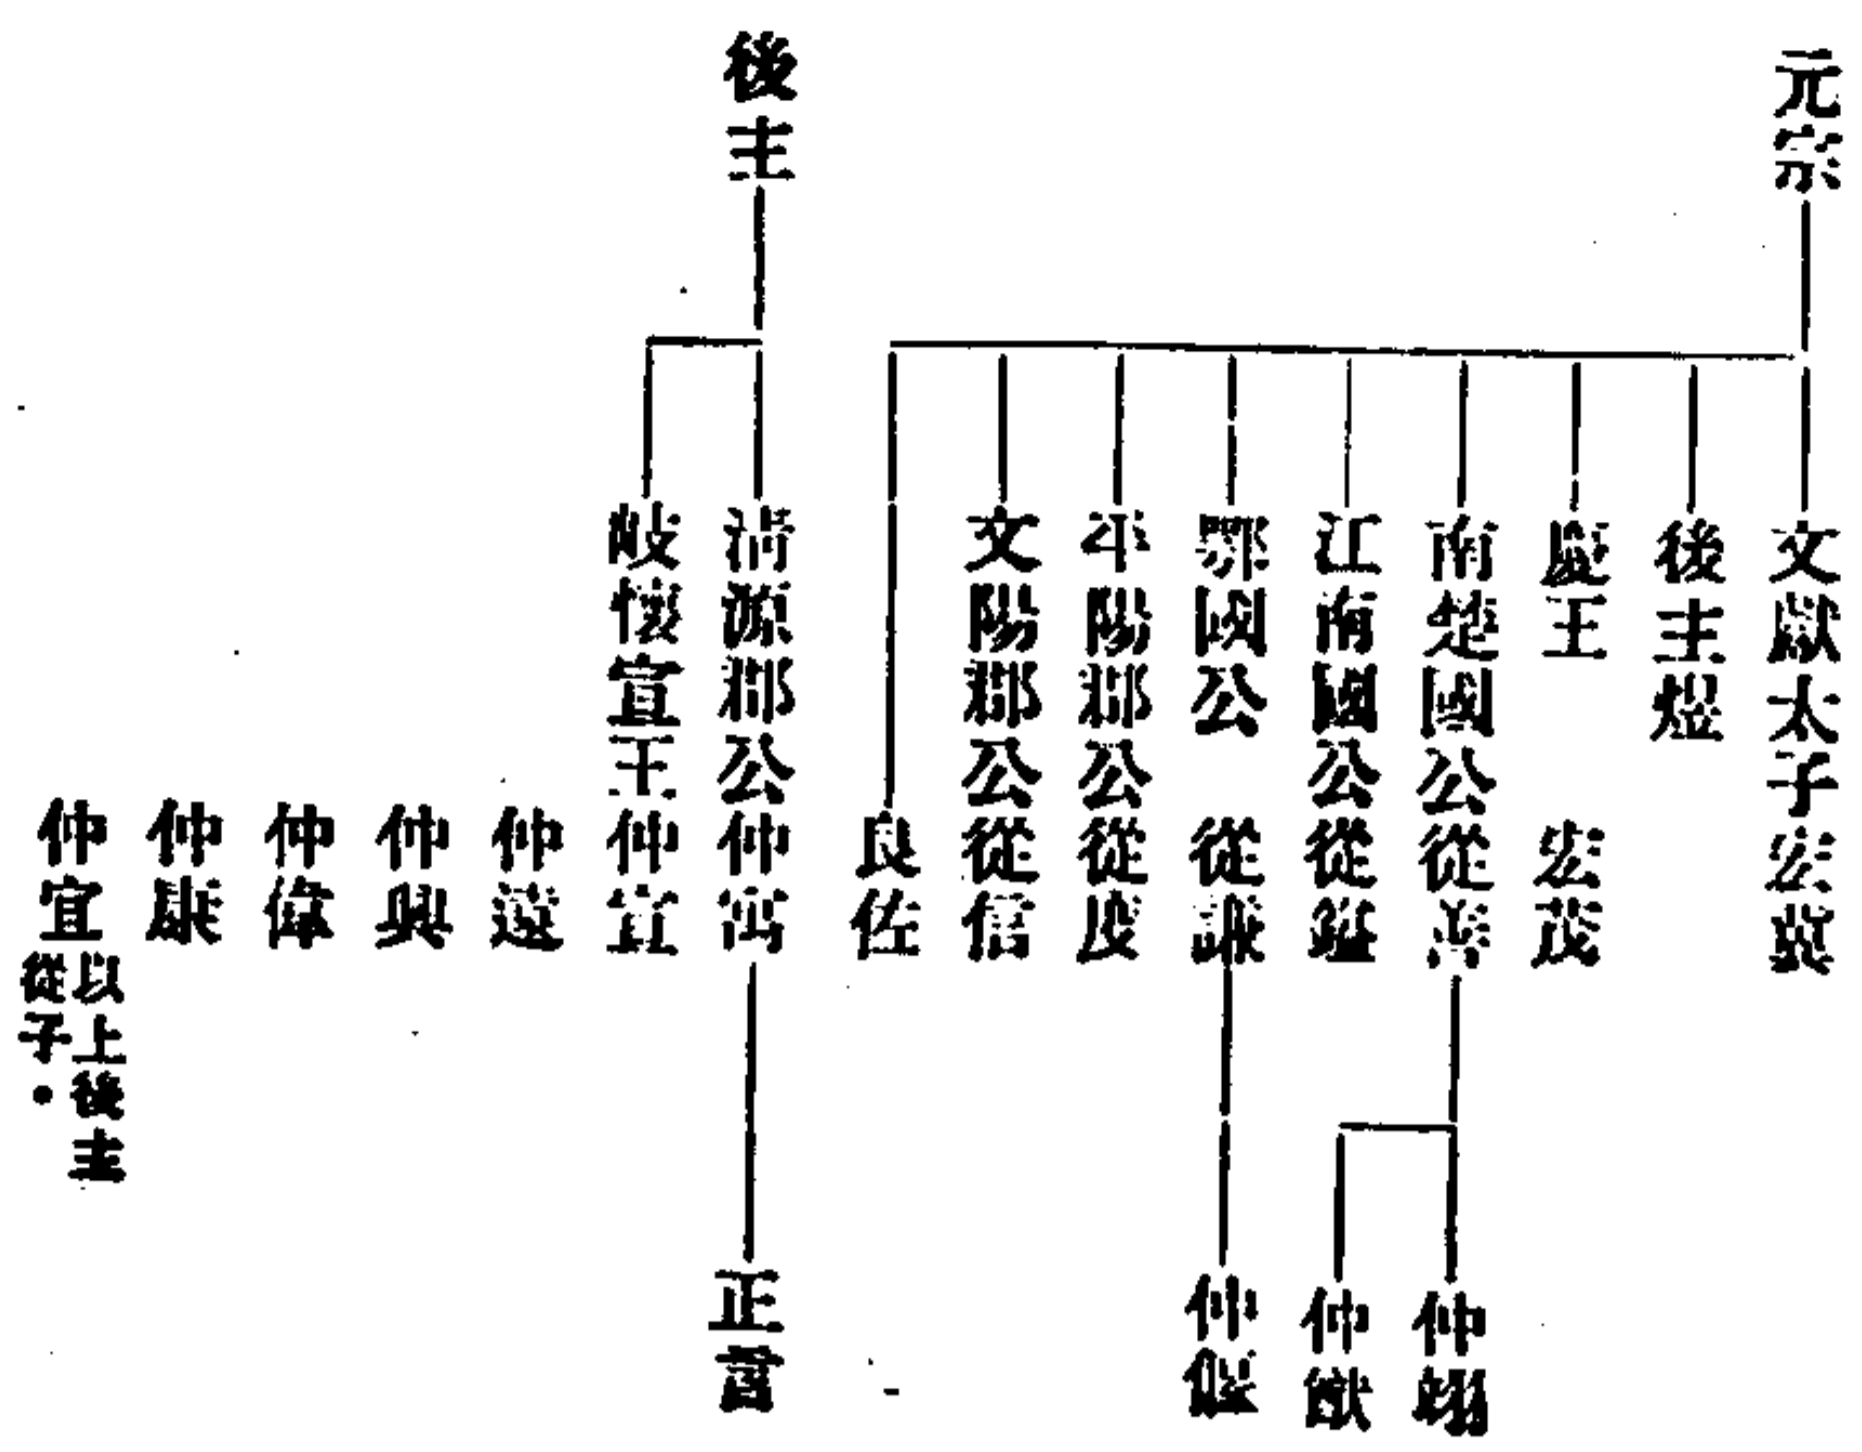 元宗
文獻太子宏冀
後主煜
慶王 宏茂
南楚國公從善
仲翊
仲猷
江南國公從鎰
鄂國公 從謙
仲偃
平陽郡公從度
文陽郡公從信
良佐
後主
清源郡公仲寓
正言
岐懷宣王仲宣
仲遠
仲興
仲偉
仲康
仲宜以上後主從子・